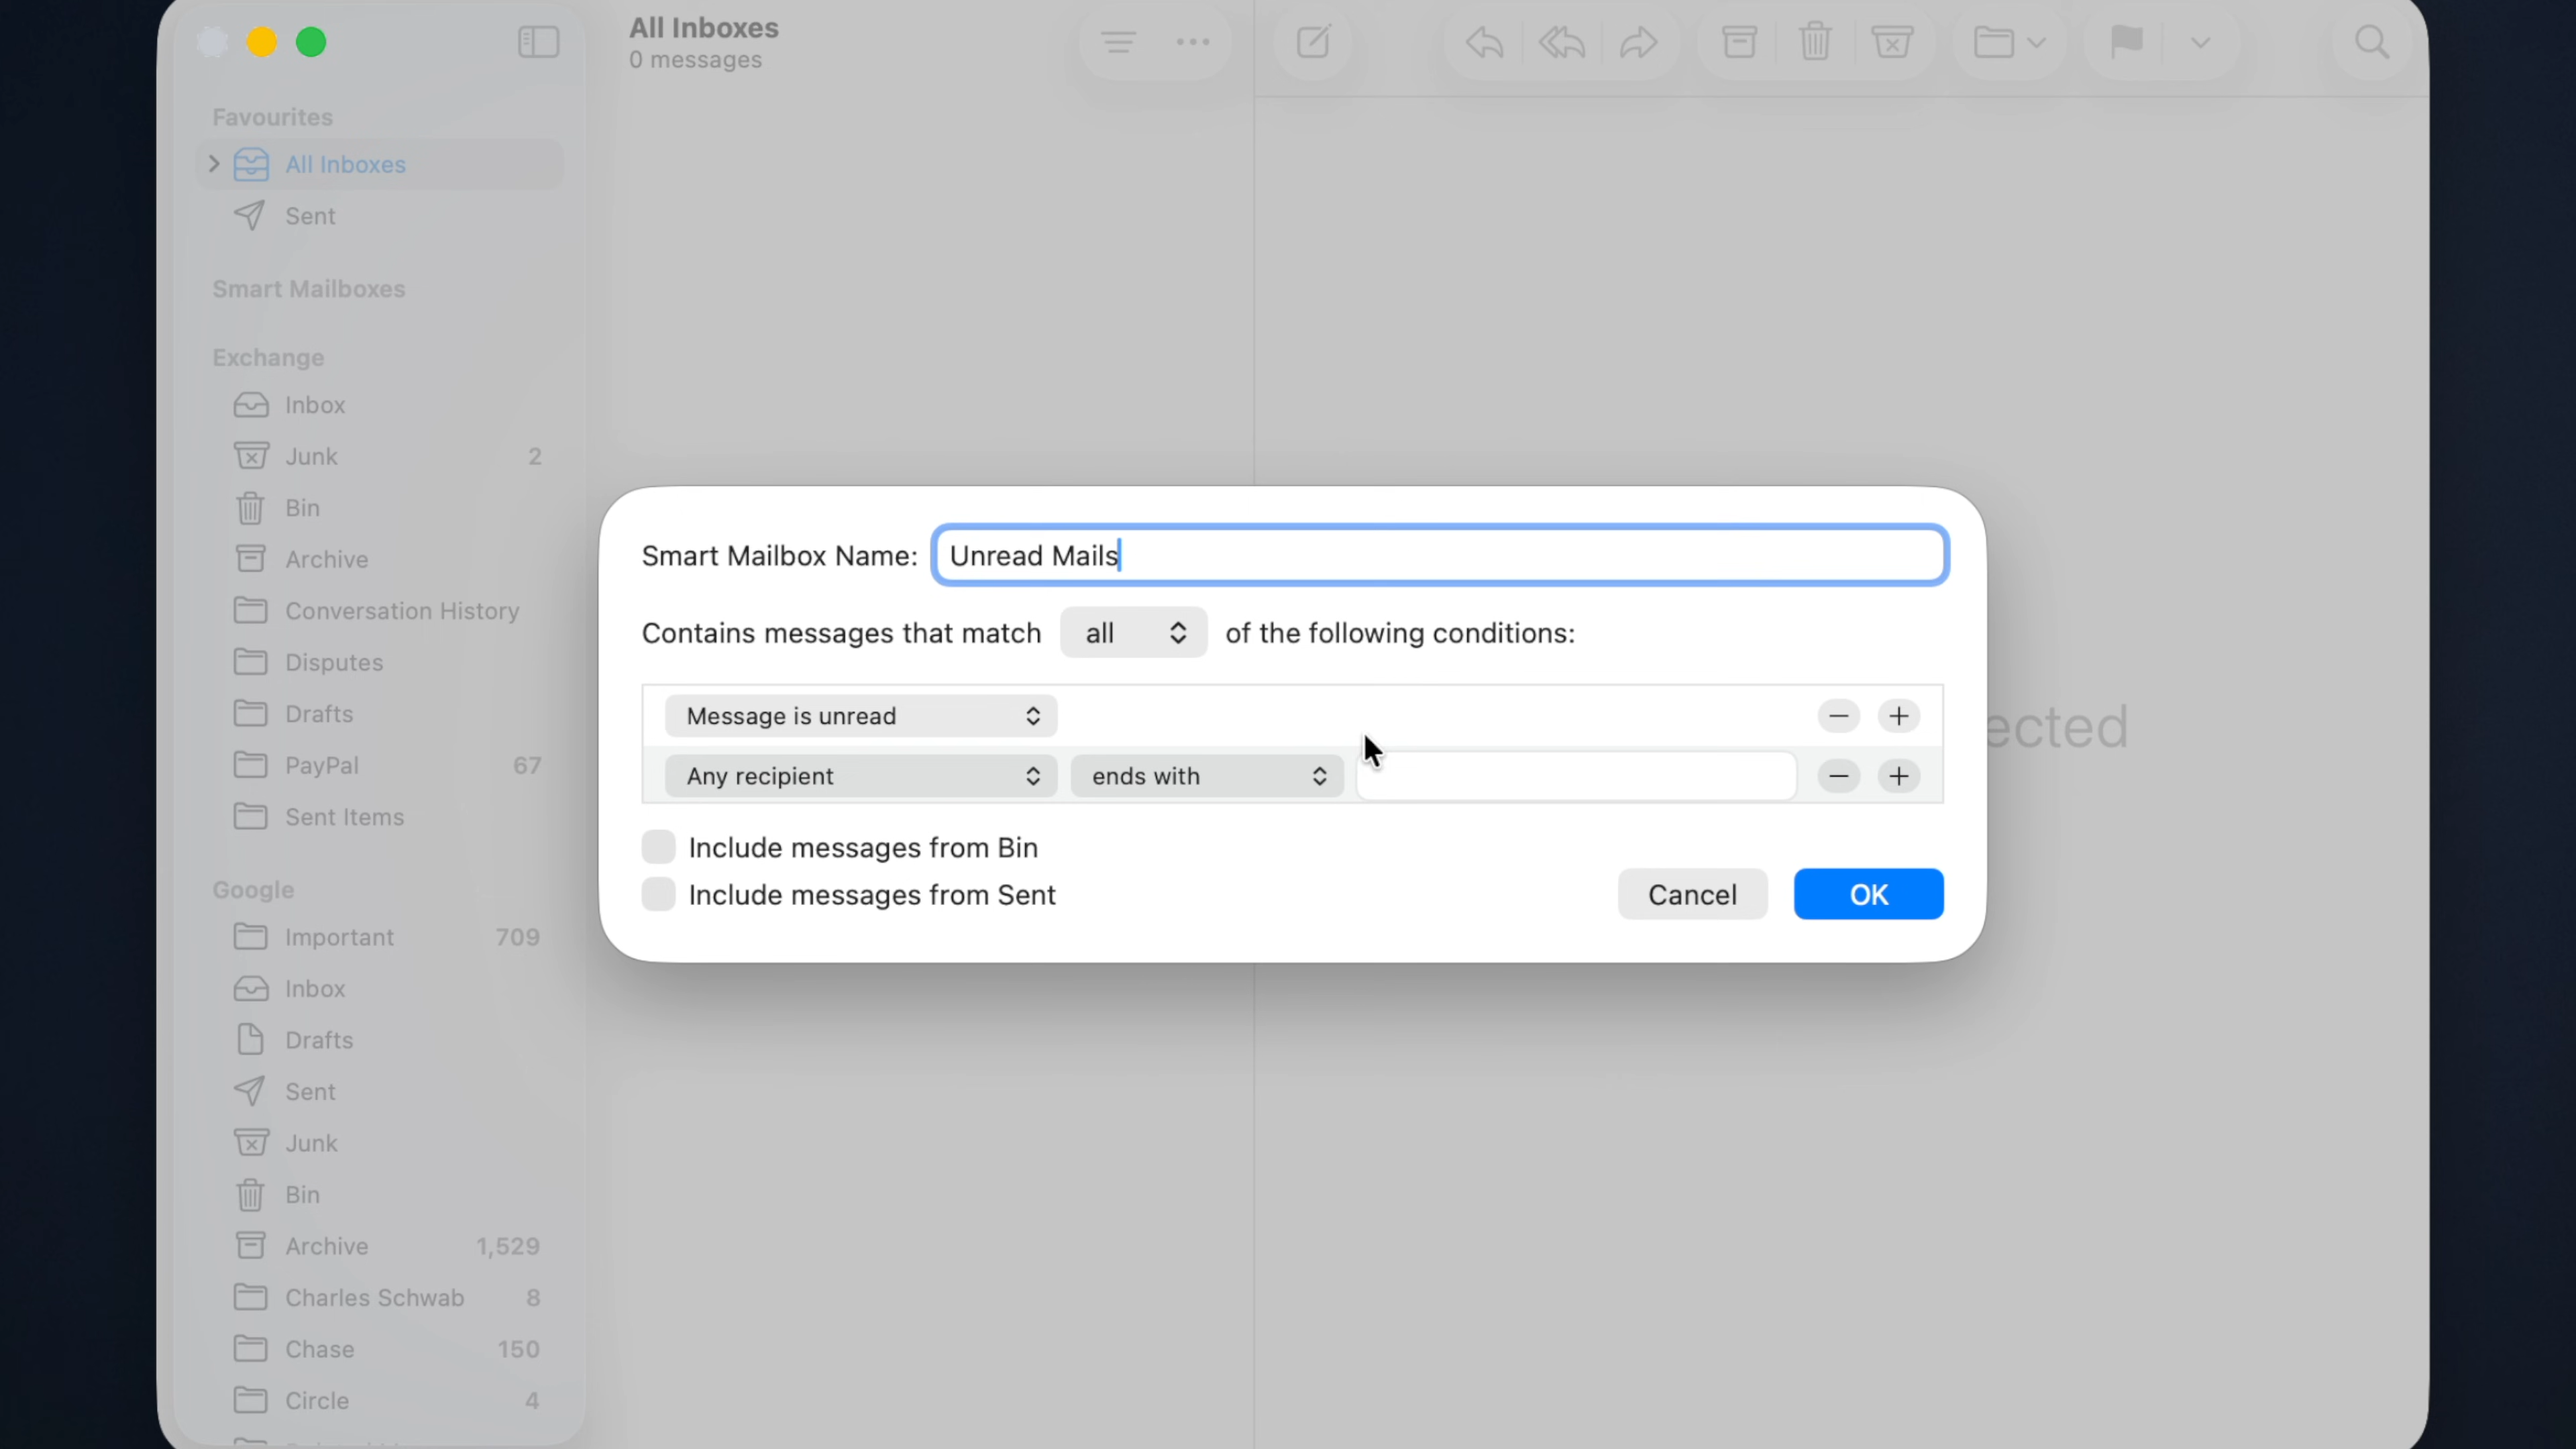 All Inboxes
0 messages
Favourites
All Inboxes
Sent
Smart Mailboxes
Exchange
Inbox
Junk 2
Bin
Archive
Conversation History
Disputes
Drafts
PayPal 67
Sent Items
Google
Important 709
Inbox
Drafts
Sent
Junk
Bin
Archive 1,529
Charles Schwab 8
Chase 150
Circle 4
Smart Mailbox Name: Unread Mails
Contains messages that match all of the following conditions:
Message is unread
Any recipient ends with
Include messages from Bin
Include messages from Sent
Cancel OK
ected